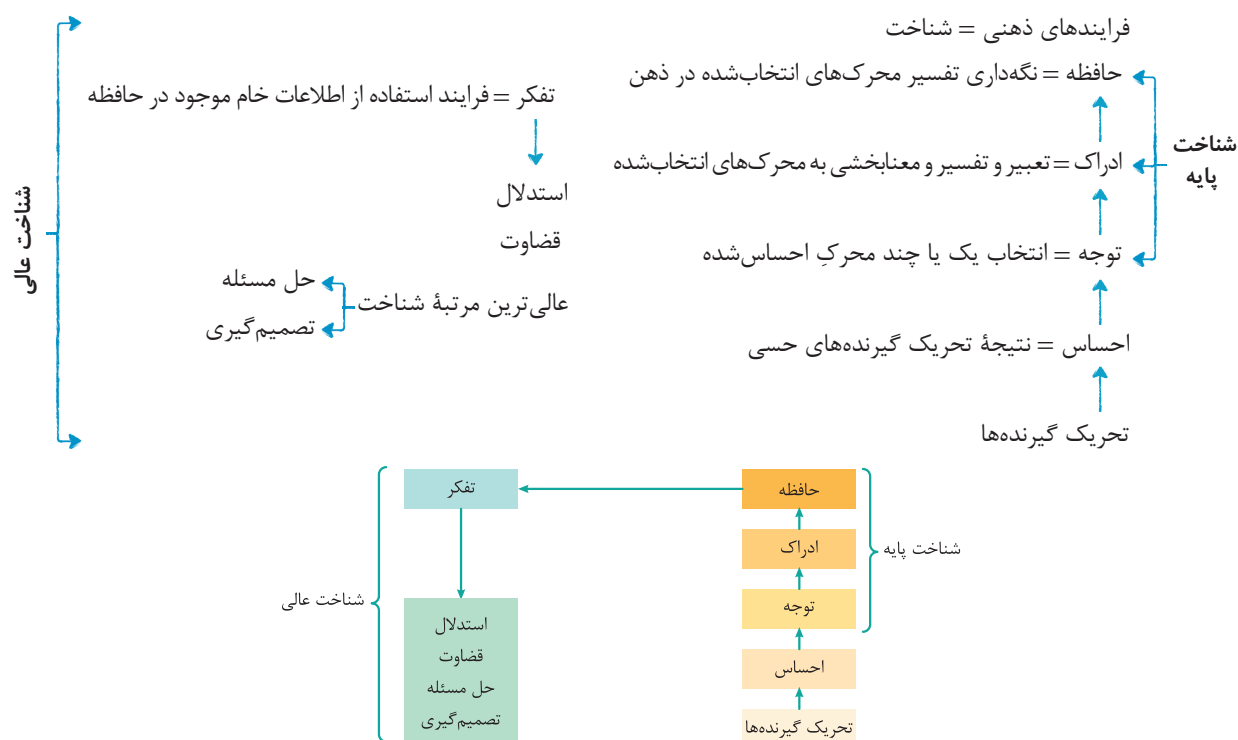 فرایندهای ذهنی = شناخت
حافظه = نگه‌داری تفسیر محرک‌های انتخاب‌شده در ذهن
ادراک = تعبیر و تفسیر و معنابخشی به محرک‌های انتخاب‌شده
توجه = انتخاب یک یا چند محرکِ احساس‌شده
احساس = نتیجهٔ تحریک گیرنده‌های حسی
تحریک گیرنده‌ها
شناخت
پایه
تفکر = فرایند استفاده از اطلاعات خام موجود در حافظه
استدلال
قضاوت
عالی‌ترین مرتبهٔ شناخت
حل مسئله
تصمیم‌گیری
شناخت عالی
شناخت پایه
حافظه
ادراک
توجه
احساس
تحریک گیرنده‌ها
تفکر
استدلال
قضاوت
حل مسئله
تصمیم‌گیری
شناخت عالی